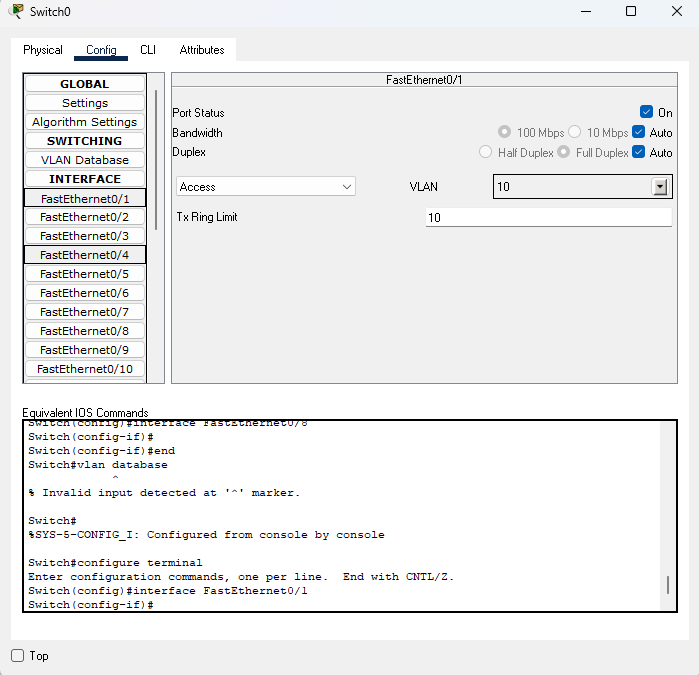 Switch0
Physical Config CLI Attributes
GLOBAL
Settings
Algorithm Settings
SWITCHING
VLAN Database
INTERFACE
FastEthernet0/1
FastEthernet0/2
FastEthernet0/3
FastEthernet0/4
FastEthernet0/5
FastEthernet0/6
FastEthernet0/7
FastEthernet0/8
FastEthernet0/9
FastEthernet0/10
FastEthernet0/1
Port Status On
Bandwidth 100 Mbps 10 Mbps Auto
Duplex Half Duplex Full Duplex Auto
Access VLAN 10
Tx Ring Limit 10
Equivalent IOS Commands
Switch(config)#interface FastEthernet0/8
Switch(config-if)#
Switch(config-if)#end
Switch#vlan database
^
% Invalid input detected at '^' marker.
Switch#
%SYS-5-CONFIG_I: Configured from console by console
Switch#configure terminal
Enter configuration commands, one per line. End with CNTL/Z.
Switch(config)#interface FastEthernet0/1
Switch(config-if)#
Top